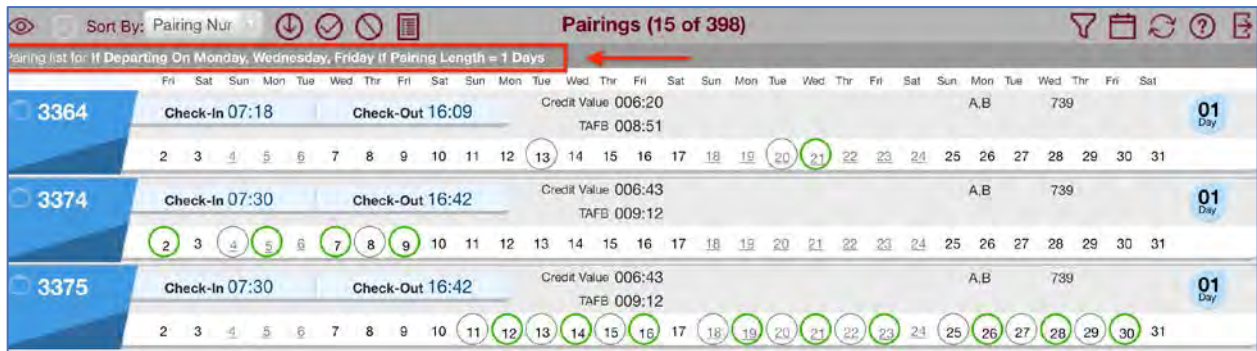 Sort By: Pairing Nur
Pairings (15 of 398)
Pairing list for If Departing On Monday, Wednesday, Friday If Pairing Length = 1 Days
Fri Sat Sun Mon Tue Wed Thr Fri Sat Sun Mon Tue Wed Thr Fri Sat Sun Mon Tue Wed Thr Fri Sat Sun Mon Tue Wed Thr Fri Sat
3364 Check-In 07:18 Check-Out 16:09 Credit Value 006:20 A,B 739 01
TAFB 008:51 Day
2 3 4 5 6 7 8 9 10 11 12 13 14 15 16 17 18 19 20 21 22 23 24 25 26 27 28 29 30 31
3374 Check-In 07:30 Check-Out 16:42 Credit Value 006:43 A,B 739 01
TAFB 009:12 Day
2 3 4 5 6 7 8 9 10 11 12 13 14 15 16 17 18 19 20 21 22 23 24 25 26 27 28 29 30 31
3375 Check-In 07:30 Check-Out 16:42 Credit Value 006:43 A,B 739 01
TAFB 009:12 Day
2 3 4 5 6 7 8 9 10 11 12 13 14 15 16 17 18 19 20 21 22 23 24 25 26 27 28 29 30 31